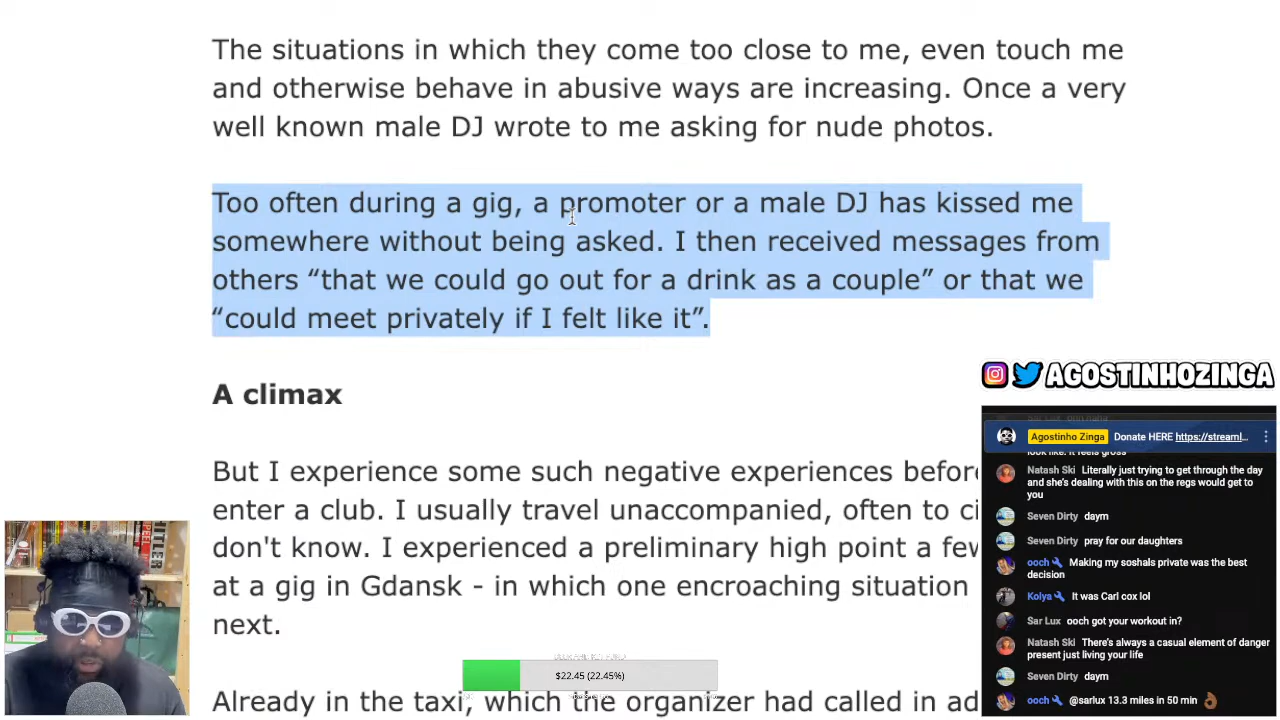 The situations in which they come too close to me, even touch me
and otherwise behave in abusive ways are increasing. Once a very
well known male DJ wrote to me asking for nude photos.
Too often during a gig, a promoter or a male DJ has kissed me
somewhere without being asked. I then received messages from
others “that we could go out for a drink as a couple” or that we
“could meet privately if I felt like it”.
A climax
But I experience some such negative experiences before
enter a club. I usually travel unaccompanied, often to ci
don't know. I experienced a preliminary high point a few
at a gig in Gdansk - in which one encroaching situation
next.
Already in the taxi, which the organizer had called in ad
$22.45 (22.45%)
AGOSTINHOZINGA
Agostinho Zinga Donate HERE https://streaml...
look like. it feels gross
Natash Ski Literally just trying to get through the day
and she's dealing with this on the regs would get to
you
Seven Dirty daym
Seven Dirty pray for our daughters
ooch Making my soshals private was the best
decision
Kolya It was Carl cox lol
Sar Lux ooch got your workout in?
Natash Ski There's always a casual element of danger
present just living your life
Seven Dirty daym
ooch @sarlux 13.3 miles in 50 min 👌🏾